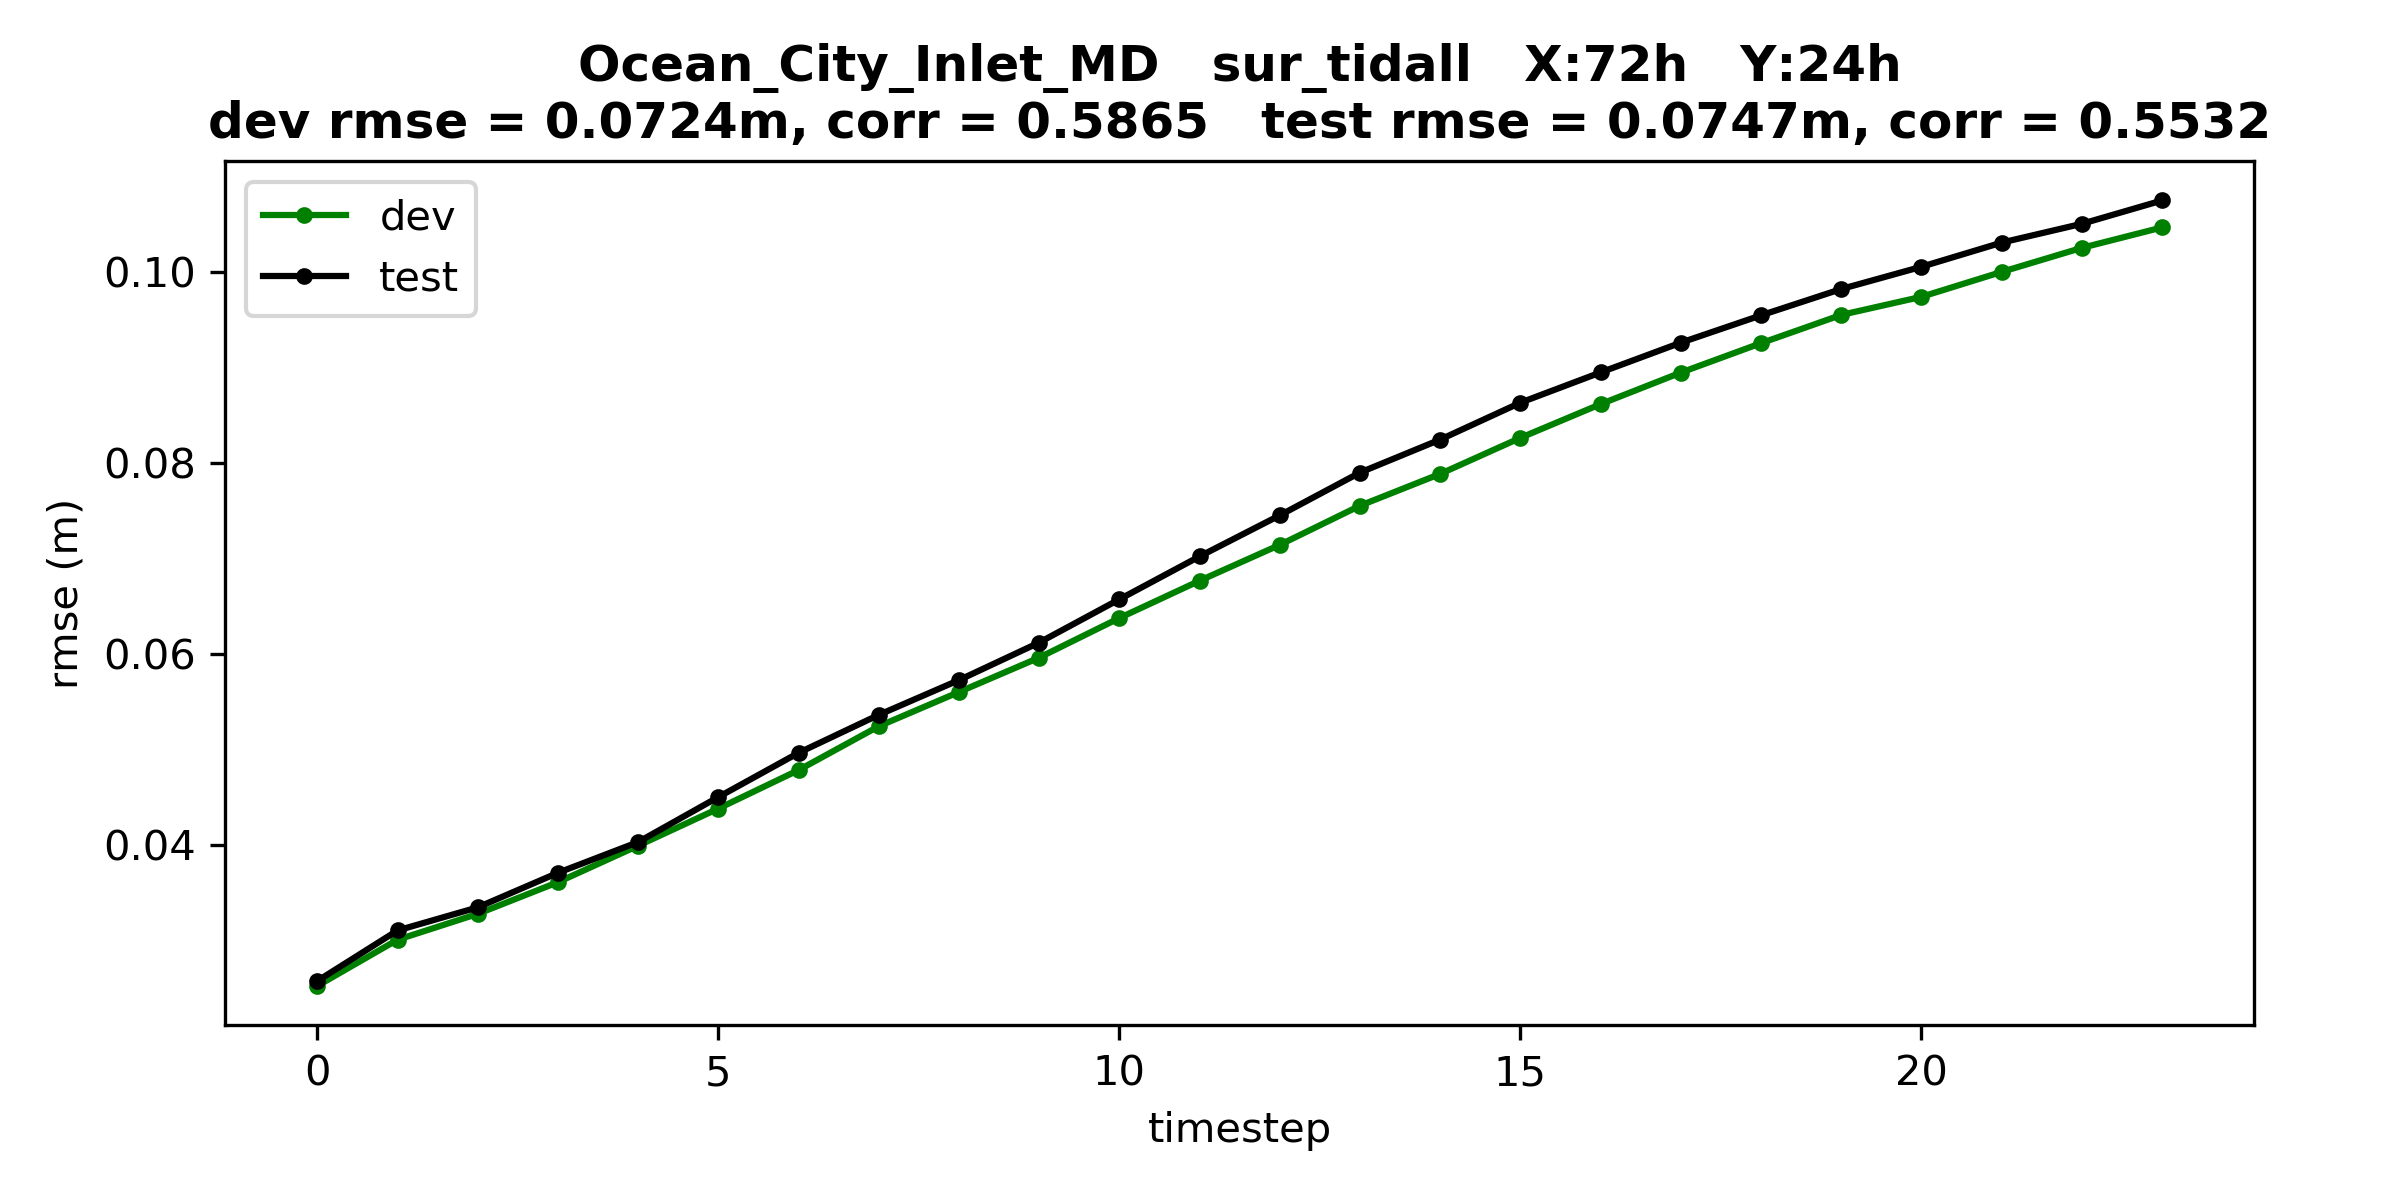 Ocean_City_Inlet_MD   sur_tidall   X:72h   Y:24h
dev rmse = 0.0724m, corr = 0.5865   test rmse = 0.0747m, corr = 0.5532
dev
test
0.10
0.08
0.06
0.04
rmse (m)
0 5 10 15 20
timestep